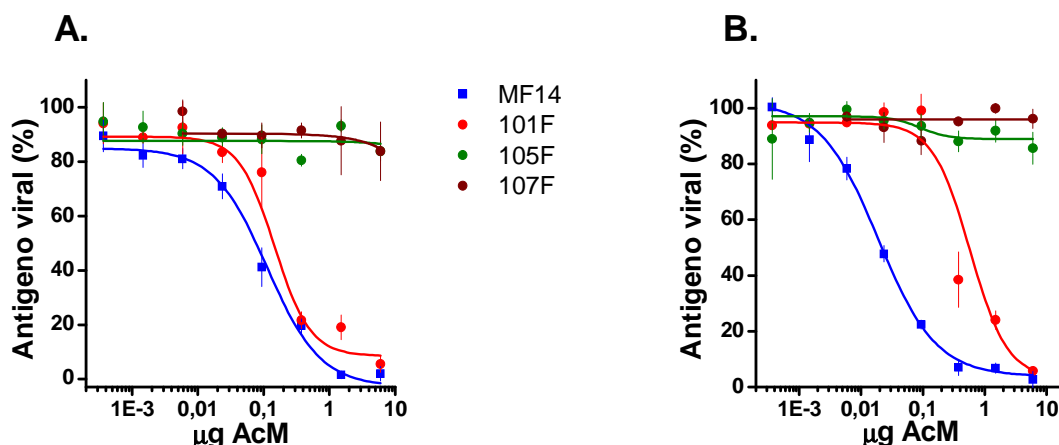 A.
Antigeno viral (%)
100
80
60
40
20
0
1E-3 0,01 0,1 1 10
µg AcM
MF14
101F
105F
107F
B.
Antigeno viral (%)
100
80
60
40
20
0
1E-3 0,01 0,1 1 10
µg AcM